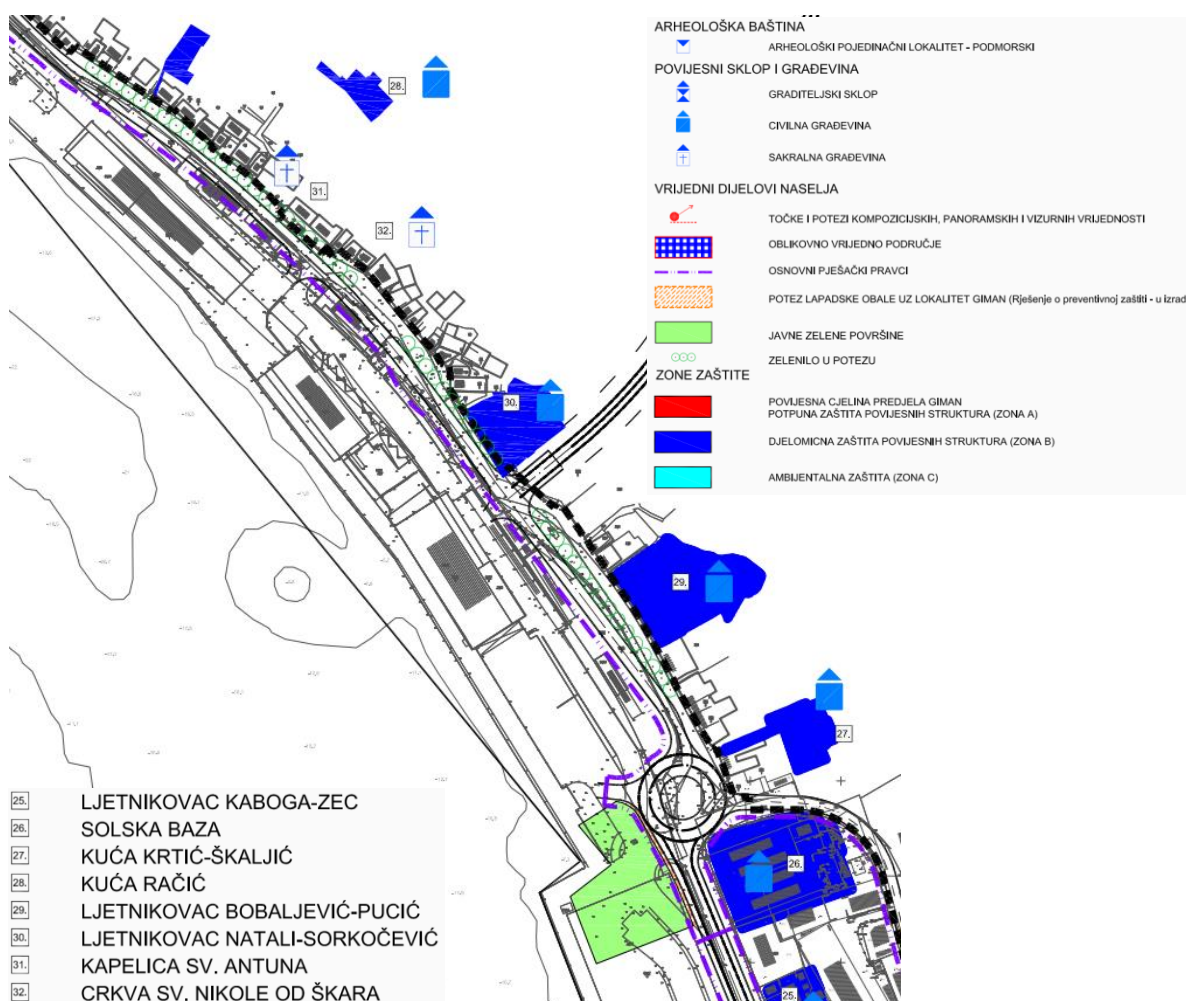 ARHEOLOŠKA BAŠTINA
ARHEOLOŠKI POJEDINAČNI LOKALITET - PODMORSKI
POVIJESNI SKLOP I GRAĐEVINA
GRADITELJSKI SKLOP
CIVILNA GRAĐEVINA
SAKRALNA GRAĐEVINA
VRIJEDNI DIJELOVI NASELJA
TOČKE I POTEZI KOMPOZICIJSKIH, PANORAMSKIH I VIZURNIH VRIJEDNOSTI
OBLIKOVNO VRIJEDNO PODRUČJE
OSNOVNI PJEŠAČKI PRAVCI
POTEZ LAPADSKE OBALE UZ LOKALITET GIMAN (Rješenje o preventivnoj zaštiti - u izrad
JAVNE ZELENE POVRŠINE
ZELENILO U POTEZU
ZONE ZAŠTITE
POVIJESNA CJELINA PREDJELA GIMAN
POTPUNA ZAŠTITA POVIJESNIH STRUKTURA (ZONA A)
DJELOMICNA ZAŠTITA POVIJESNIH STRUKTURA (ZONA B)
AMBIJENTALNA ZAŠTITA (ZONA C)
28.
31.
32.
30.
29.
27.
26.
25.
25. LJETNIKOVAC KABOGA-ZEC
26. SOLSKA BAZA
27. KUĆA KRTIĆ-ŠKALJIĆ
28. KUĆA RAČIĆ
29. LJETNIKOVAC BOBALJEVIĆ-PUCIĆ
30. LJETNIKOVAC NATALI-SORKOČEVIĆ
31. KAPELICA SV. ANTUNA
32. CRKVA SV. NIKOLE OD ŠKARA